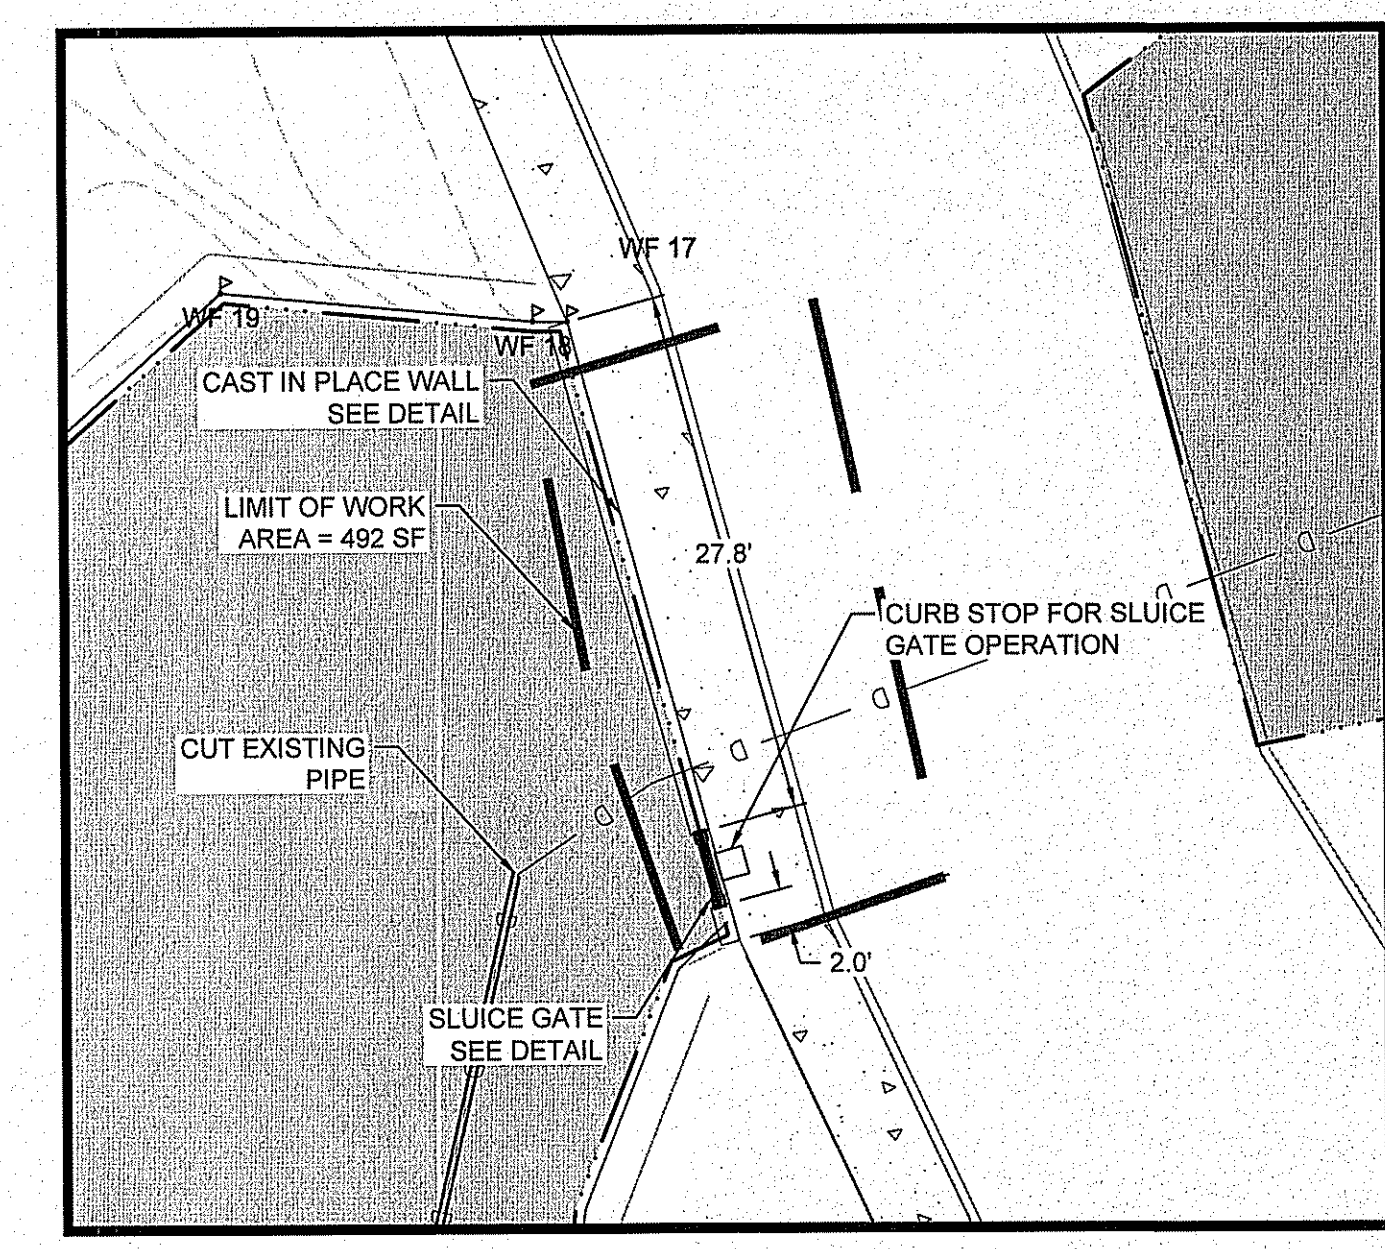 WF 17
WF 19
WF 18
CAST IN PLACE WALL
SEE DETAIL
LIMIT OF WORK
AREA = 492 SF
27.8'
CURB STOP FOR SLUICE
GATE OPERATION
CUT EXISTING
PIPE
2.0'
SLUICE GATE
SEE DETAIL